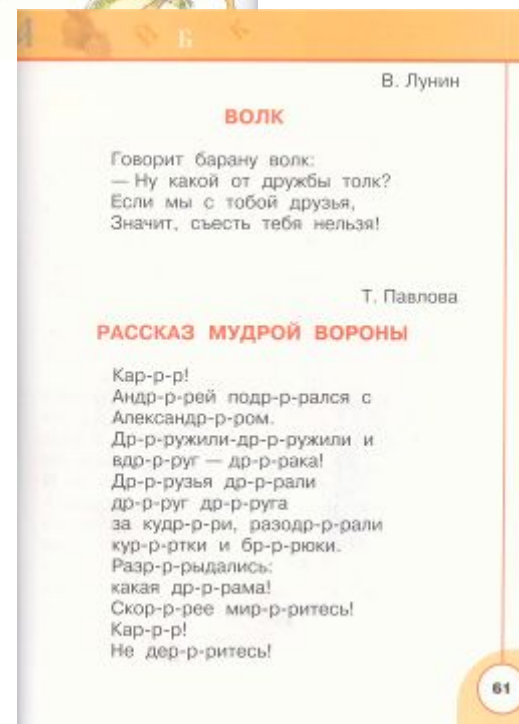 Б
В. Лунин
ВОЛК
Говорит барану волк:
— Ну какой от дружбы толк?
Если мы с тобой друзья,
Значит, съесть тебя нельзя!
Т. Павлова
РАССКАЗ МУДРОЙ ВОРОНЫ
Кар-р-р!
Андр-р-рей подр-р-рался с
Александр-р-ром.
Др-р-ружили-др-р-ружили и
вдр-р-руг — др-р-рака!
Др-р-рузья др-р-рали
др-р-руг др-р-руга
за кудр-р-ри, разодр-р-рали
кур-р-ртки и бр-р-рюки.
Разр-р-рыдались:
какая др-р-рама!
Скор-р-рее мир-р-ритесь!
Кар-р-р!
Не дер-р-ритесь!
61